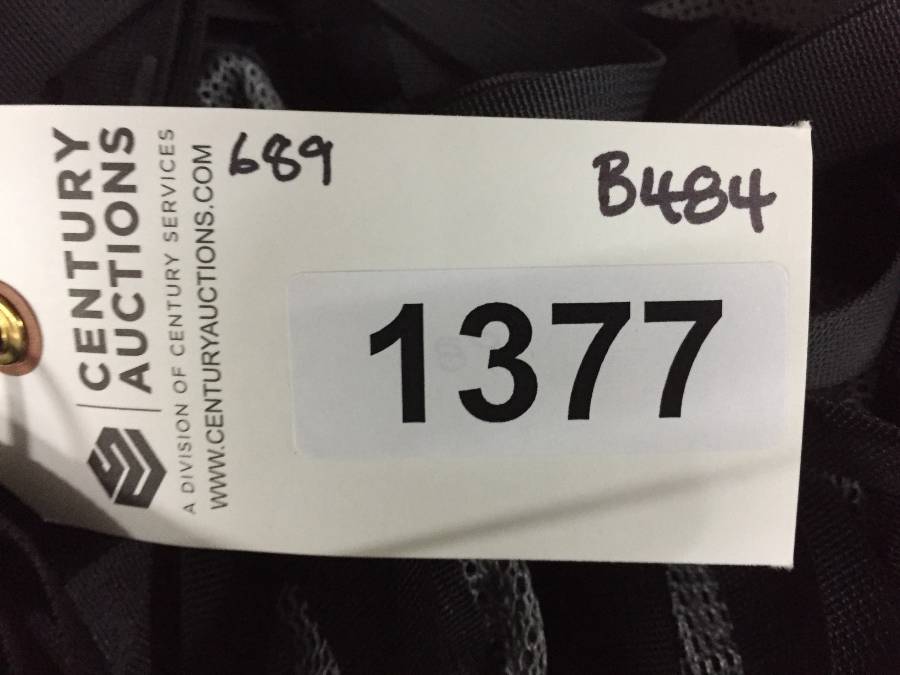 CENTURY
AUCTIONS
A DIVISION OF CENTURY SERVICES
WWW.CENTURYAUCTIONS.COM
689
B484
1377